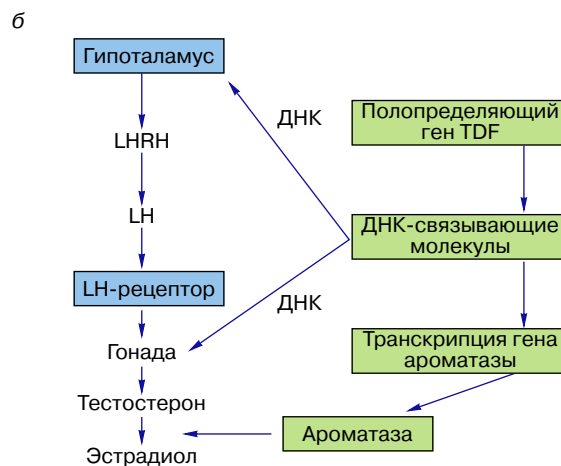 б
Гипоталамус
LHRH
LH
LH-рецептор
Гонада
Тестостерон
Эстрадиол
ДНК
ДНК
Полопределяющий
ген TDF
ДНК-связывающие
молекулы
Транскрипция гена
ароматазы
Ароматаза